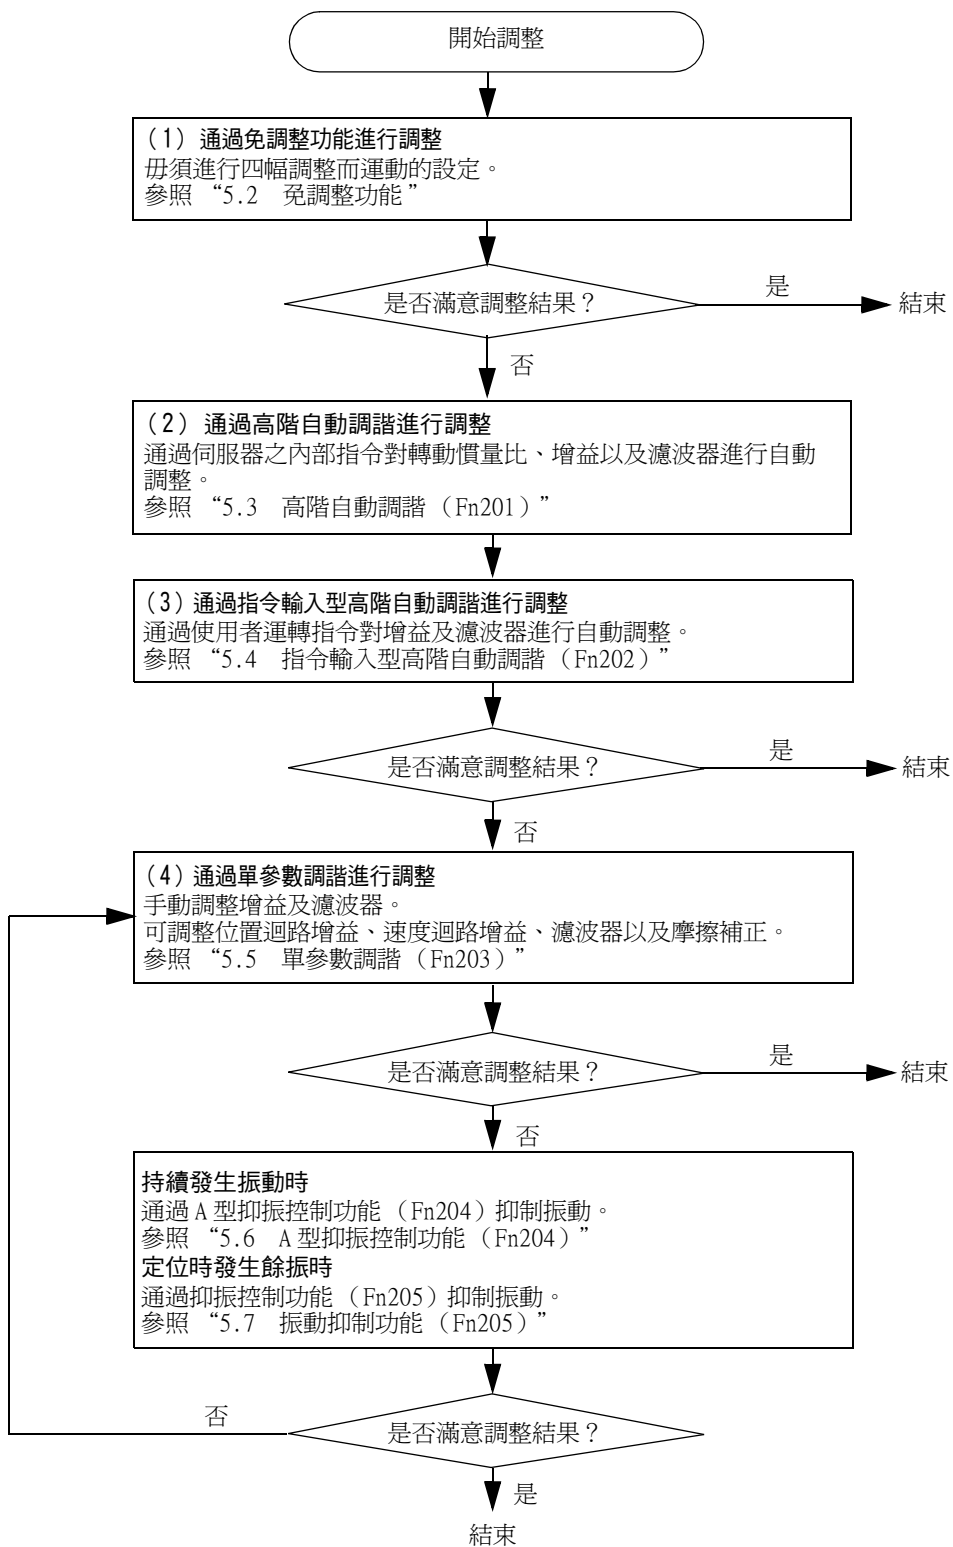 開始調整
(1) 通過免調整功能進行調整
毋須進行四幅調整而運動的設定。
參照 “5.2 免調整功能”
是否滿意調整結果？
是
結束
否
(2) 通過高階自動調諧進行調整
通過伺服器之內部指令對轉動慣量比、增益以及濾波器進行自動
調整。
參照 “5.3 高階自動調諧 (Fn201)”
(3)通過指令輸入型高階自動調諧進行調整
通過使用者運轉指令對增益及濾波器進行自動調整。
參照 “5.4 指令輸入型高階自動調諧 (Fn202)”
是否滿意調整結果？
是
結束
否
(4)通過單參數調諧進行調整
手動調整增益及濾波器。
可調整位置迴路增益、速度迴路增益、濾波器以及摩擦補正。
參照 “5.5 單參數調諧 (Fn203)”
是否滿意調整結果？
是
結束
否
持續發生振動時
通過 A 型抑振控制功能 (Fn204) 抑制振動。
參照 “5.6 A 型抑振控制功能 (Fn204)”
定位時發生餘振時
通過抑振控制功能 (Fn205) 抑制振動。
參照 “5.7 振動抑制功能 (Fn205)”
否
是否滿意調整結果？
是
結束